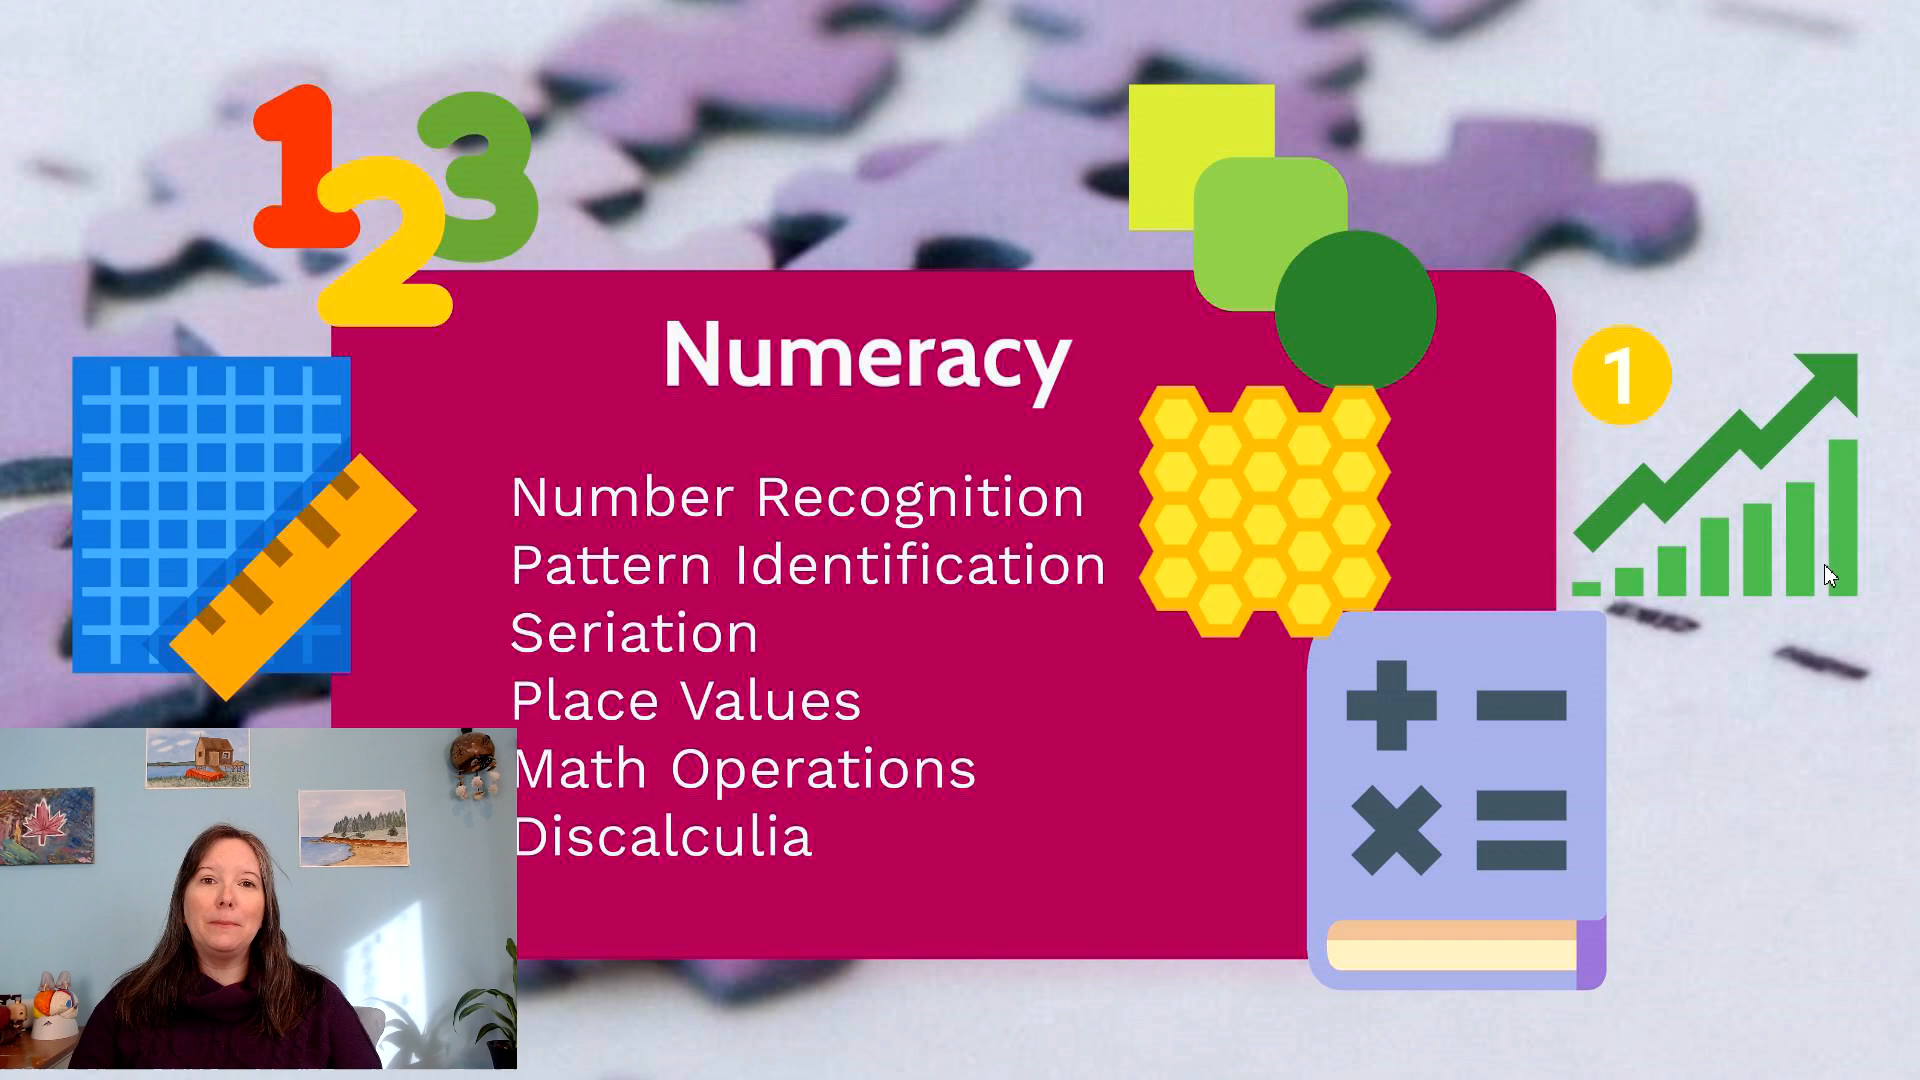 123
Numeracy
1
Number Recognition
Pattern Identification
Seriation
Place Values
Math Operations
Discalculia